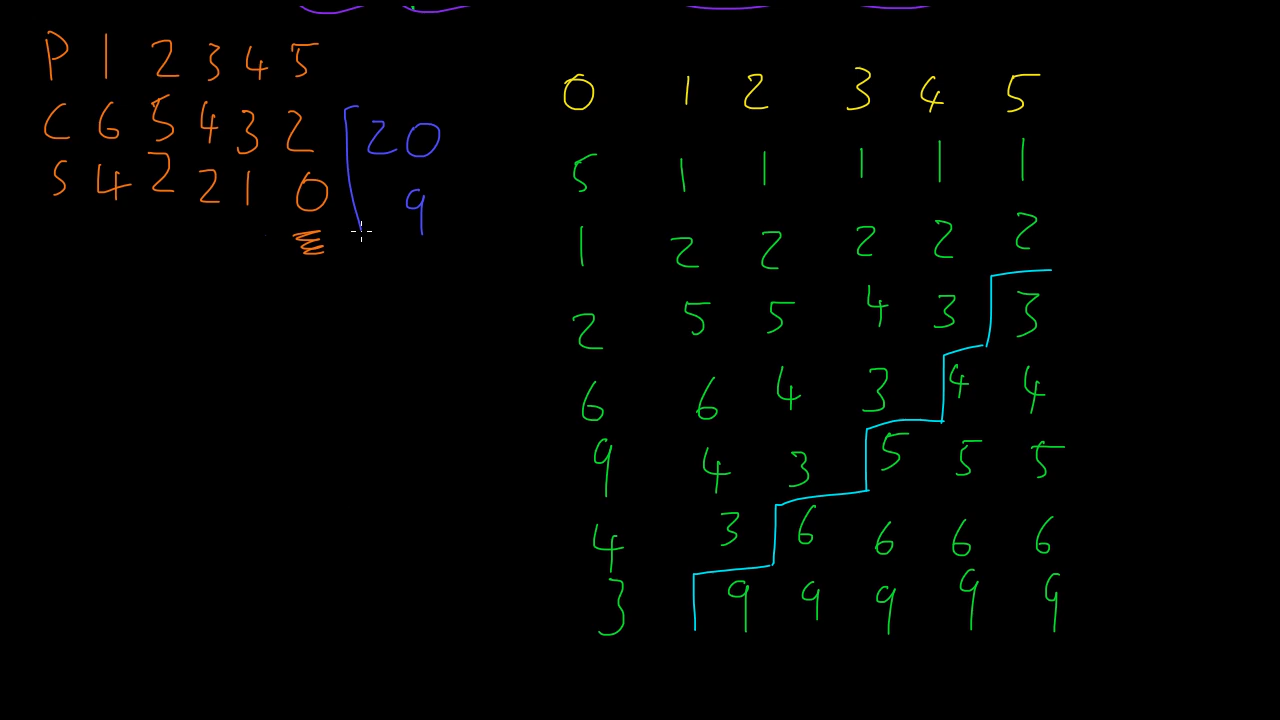 P 1 2 3 4 5
C 6 5 4 3 2 20
S 4 2 2 1 0 9
0 1 2 3 4 5
5 1 1 1 1 1
1 2 2 2 2 2
2 5 5 4 3 3
6 6 4 3 4 4
9 4 3 5 5 5
4 3 6 6 6 6
3 9 9 9 9 9